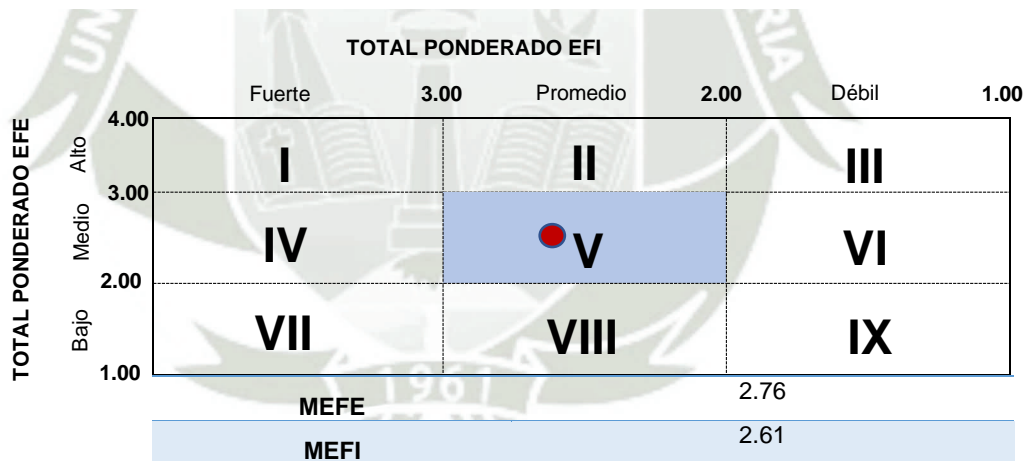 TOTAL PONDERADO EFI
Fuerte 3.00 Promedio 2.00 Débil 1.00
TOTAL PONDERADO EFE
4.00
Alto
I II III
3.00
Medio
IV V VI
2.00
Bajo
VII VIII IX
1.00
1961
MEFE 2.76
MEFI 2.61